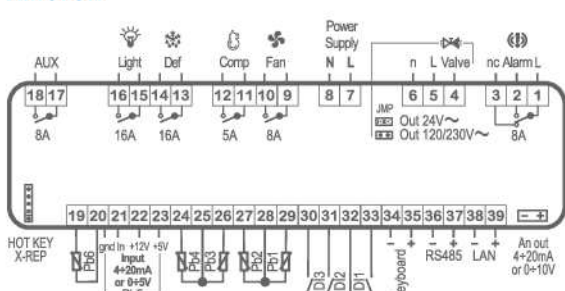 Power
Supply
AUX Light Def Comp Fan N L n L Valve nc Alarm L
18 17 16 15 14 13 12 11 10 9 8 7 6 5 4 3 2 1
8A 16A 16A 5A 8A 8A
JMP
Out 24V~
Out 120/230V~
19 20 21 22 23 24 25 26 27 28 29 30 31 32 33 34 35 36 37 38 39 - +
HOT KEY
X-REP
gnd In +12V +5V
Input
4÷20mA
or 0÷5V
Pb6 Pb4 Pb3 Pb2 Pb1 DI3 DI2 DI1
- + - + - +
eyboard RS485 LAN
An out
4÷20mA
or 0÷10V